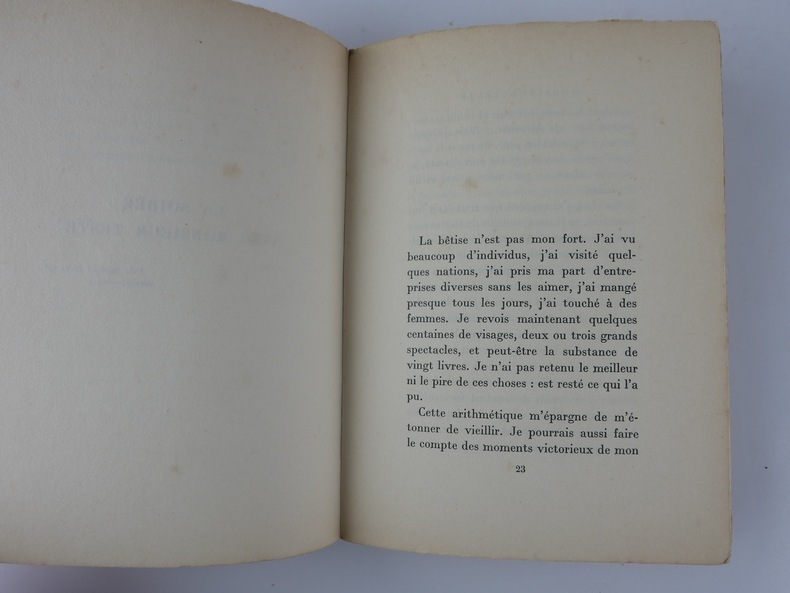 La bêtise n'est pas mon fort. J'ai vu
beaucoup d'individus, j'ai visité quel-
ques nations, j'ai pris ma part d'entre-
prises diverses sans les aimer, j'ai mangé
presque tous les jours, j'ai touché à des
femmes. Je revois maintenant quelques
centaines de visages, deux ou trois grands
spectacles, et peut-être la substance de
vingt livres. Je n'ai pas retenu le meilleur
ni le pire de ces choses : est resté ce qui l'a
pu.
Cette arithmétique m'épargne de m'é-
tonner de vieillir. Je pourrais aussi faire
le compte des moments victorieux de mon
23